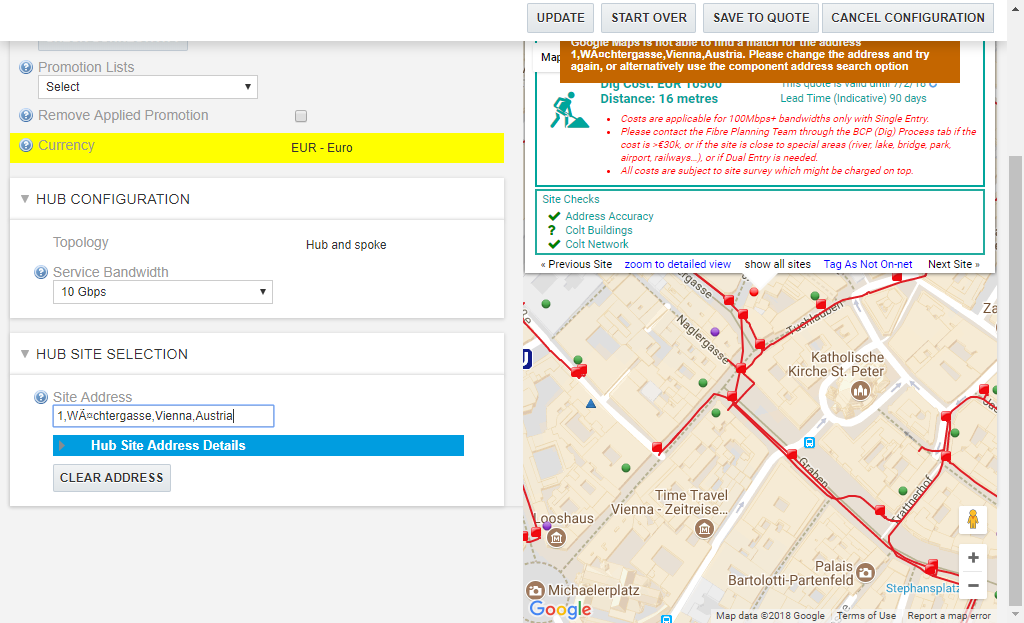 UPDATE
START OVER
SAVE TO QUOTE
CANCEL CONFIGURATION
Promotion Lists
Select
Remove Applied Promotion
Currency
EUR - Euro
HUB CONFIGURATION
Topology
Hub and spoke
Service Bandwidth
10 Gbps
HUB SITE SELECTION
Site Address
1,WÄ¤chtergasse,Vienna,Austria
Hub Site Address Details
CLEAR ADDRESS
Map
Google Maps is not able to find a match for the address
1,WÄ¤chtergasse,Vienna,Austria. Please change the address and try
again, or alternatively use the component address search option
Dig Cost: EUR 10500
Distance: 16 metres
This quote is valid until 7/2/18
Lead Time (Indicative) 90 days
Costs are applicable for 100Mbps+ bandwidths only with Single Entry.
Please contact the Fibre Planning Team through the BCP (Dig) Process tab if the
cost is >€30k, or if the site is close to special areas (river, lake, bridge, park,
airport, railways...), or if Dual Entry is needed.
All costs are subject to site survey which might be charged on top.
Site Checks
Address Accuracy
? Colt Buildings
Colt Network
« Previous Site zoom to detailed view show all sites Tag As Not On-net Next Site »
Naglergasse
Tuchlauben
Katholische
Kirche St. Peter
Graben
Time Travel
Vienna - Zeitreise...
Looshaus
Palais
Bartolotti-Partenfeld
Stephansplatz
Michaelerplatz
+
−
Google
Map data ©2018 Google Terms of Use Report a map error